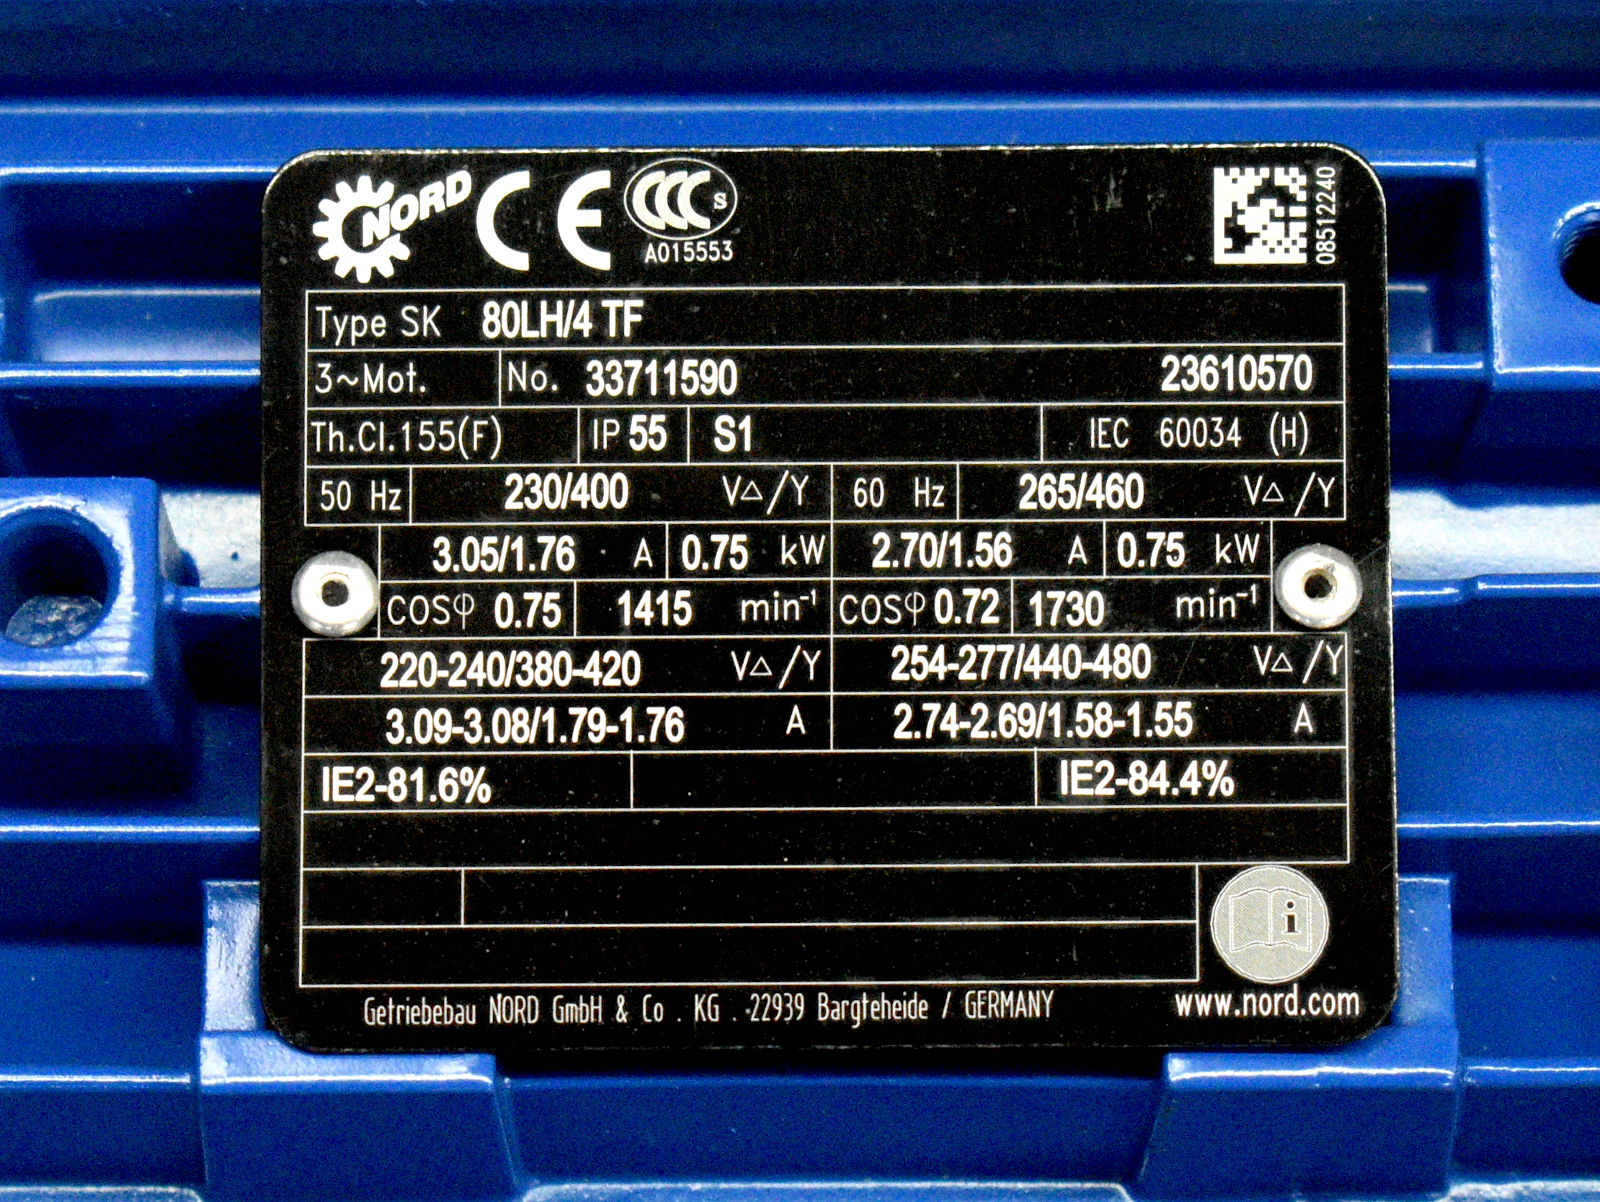 NORD CE CCC S
A015553
08512240
Type SK 80LH/4 TF
3~Mot. No. 33711590 23610570
Th.Cl.155(F) IP 55 S1 IEC 60034 (H)
50 Hz 230/400 V△/Y 60 Hz 265/460 V△/Y
3.05/1.76 A 0.75 kW 2.70/1.56 A 0.75 kW
COSφ 0.75 1415 min⁻¹ COSφ 0.72 1730 min⁻¹
220-240/380-420 V△/Y 254-277/440-480 V△/Y
3.09-3.08/1.79-1.76 A 2.74-2.69/1.58-1.55 A
IE2-81.6% IE2-84.4%
i
Getriebebau NORD GmbH & Co . KG . 22939 Bargteheide / GERMANY www.nord.com